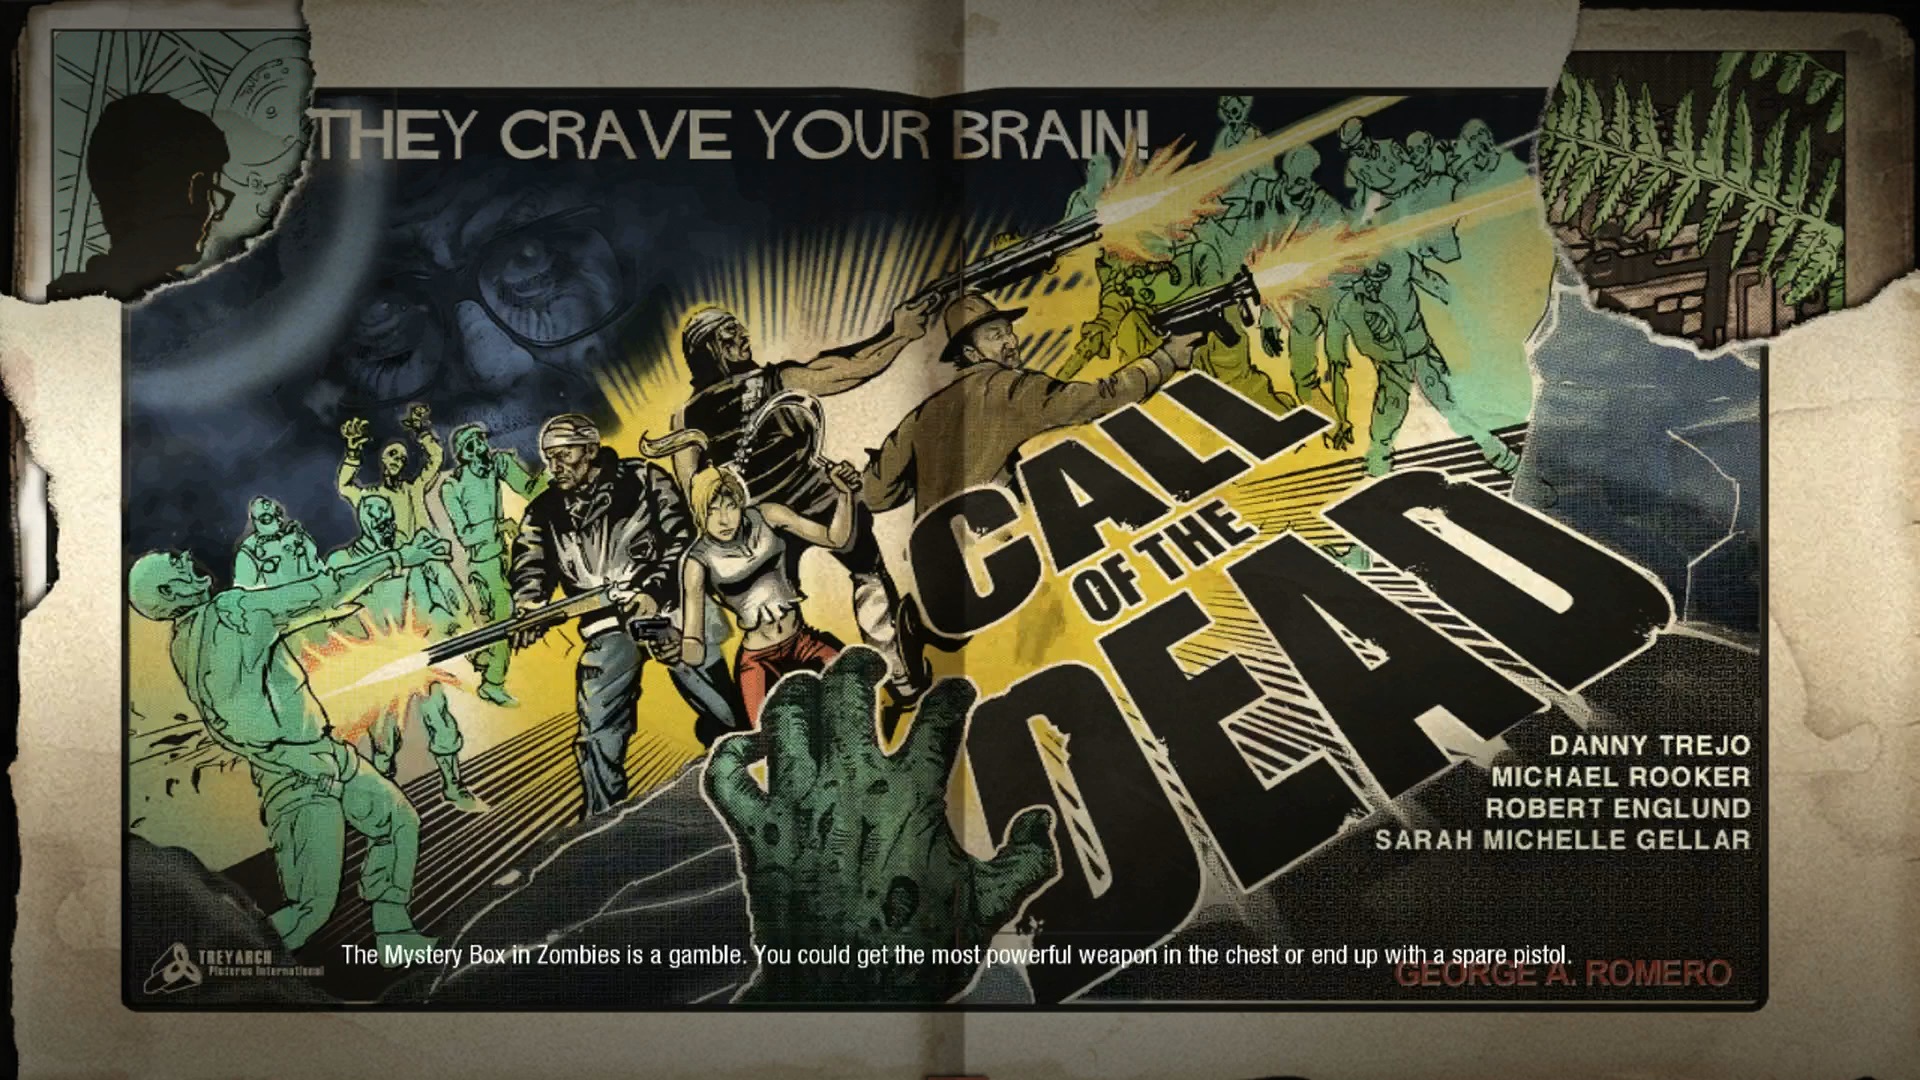 THEY CRAVE YOUR BRAIN!
CALL
OF THE
DEAD
DANNY TREJO
MICHAEL ROOKER
ROBERT ENGLUND
SARAH MICHELLE GELLAR
TREYARCH
Pictures International
The Mystery Box in Zombies is a gamble. You could get the most powerful weapon in the chest or end up with a spare pistol.
GEORGE A. ROMERO